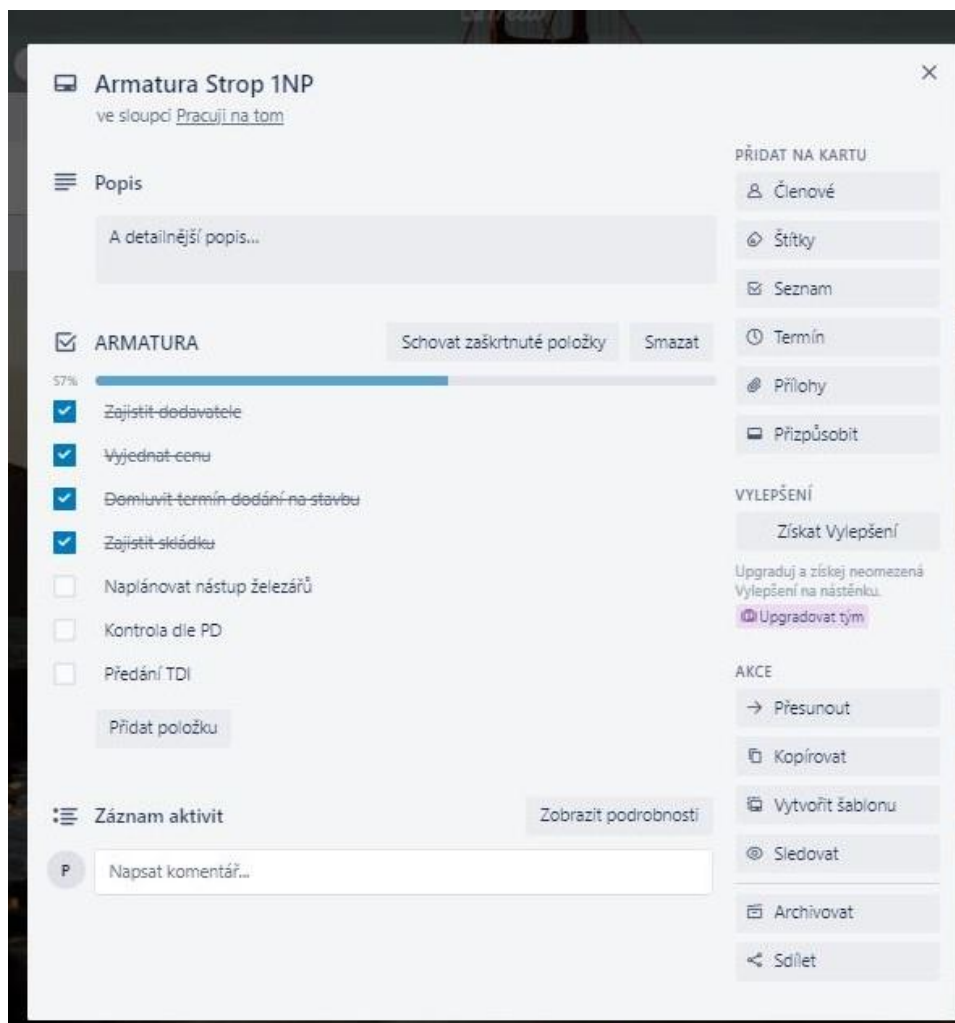 Armatura Strop 1NP
ve sloupci Pracuji na tom
Popis
A detailnější popis...
ARMATURA
Schovat zaškrtnuté položky
Smazat
57%
Zajistit dodavatele
Vyjednat cenu
Domluvit termín dodání na stavbu
Zajistit skládku
Naplánovat nástup železářů
Kontrola dle PD
Předání TDI
Přidat položku
Záznam aktivit
Zobrazit podrobnosti
P
Napsat komentář...
PŘIDAT NA KARTU
Členové
Štítky
Seznam
Termín
Přílohy
Přizpůsobit
VYLEPŠENÍ
Získat Vylepšení
Upgraduj a získej neomezená
Vylepšení na nástěnku.
Upgradovat tým
AKCE
Přesunout
Kopírovat
Vytvořit šablonu
Sledovat
Archivovat
Sdílet